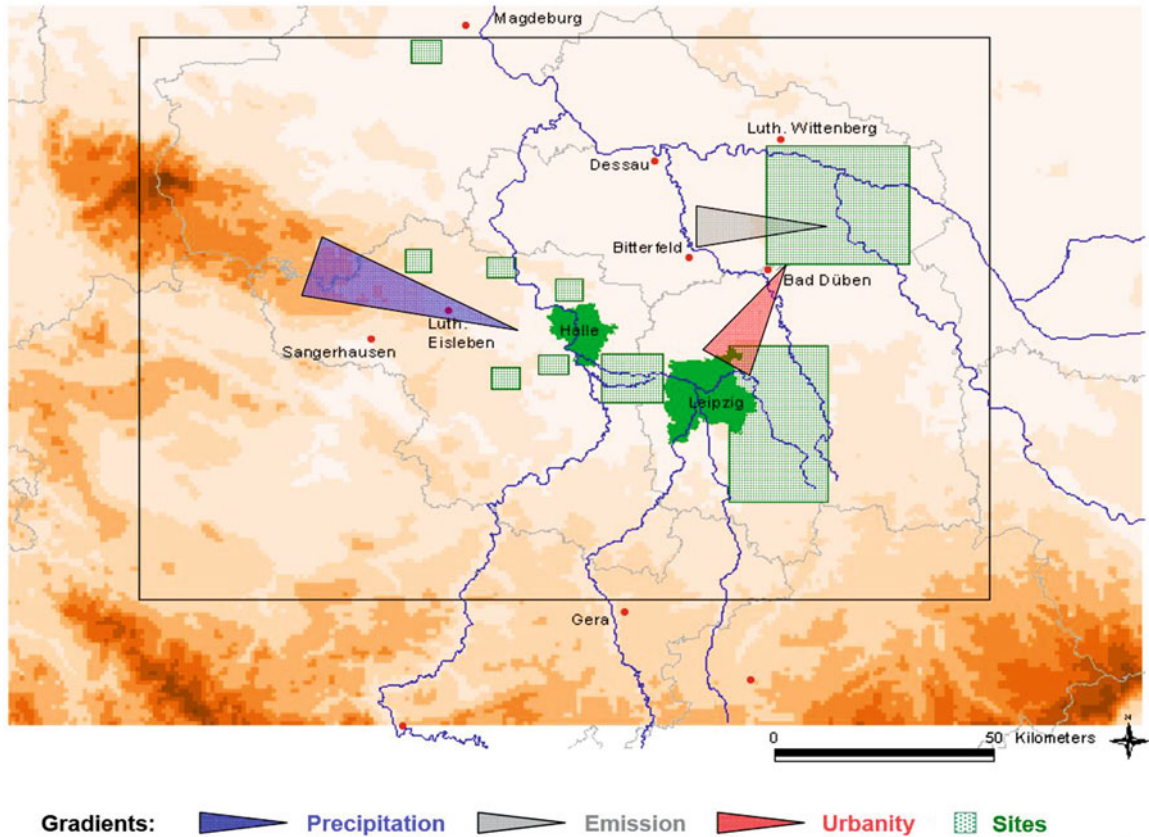 Magdeburg
Luth. Wittenberg
Dessau
Bitterfeld
Bad Düben
Halle
Luth.
Eisleben
Sangerhausen
Leipzig
Gera
N
0 50 Kilometers
Gradients: Precipitation Emission Urbanity Sites